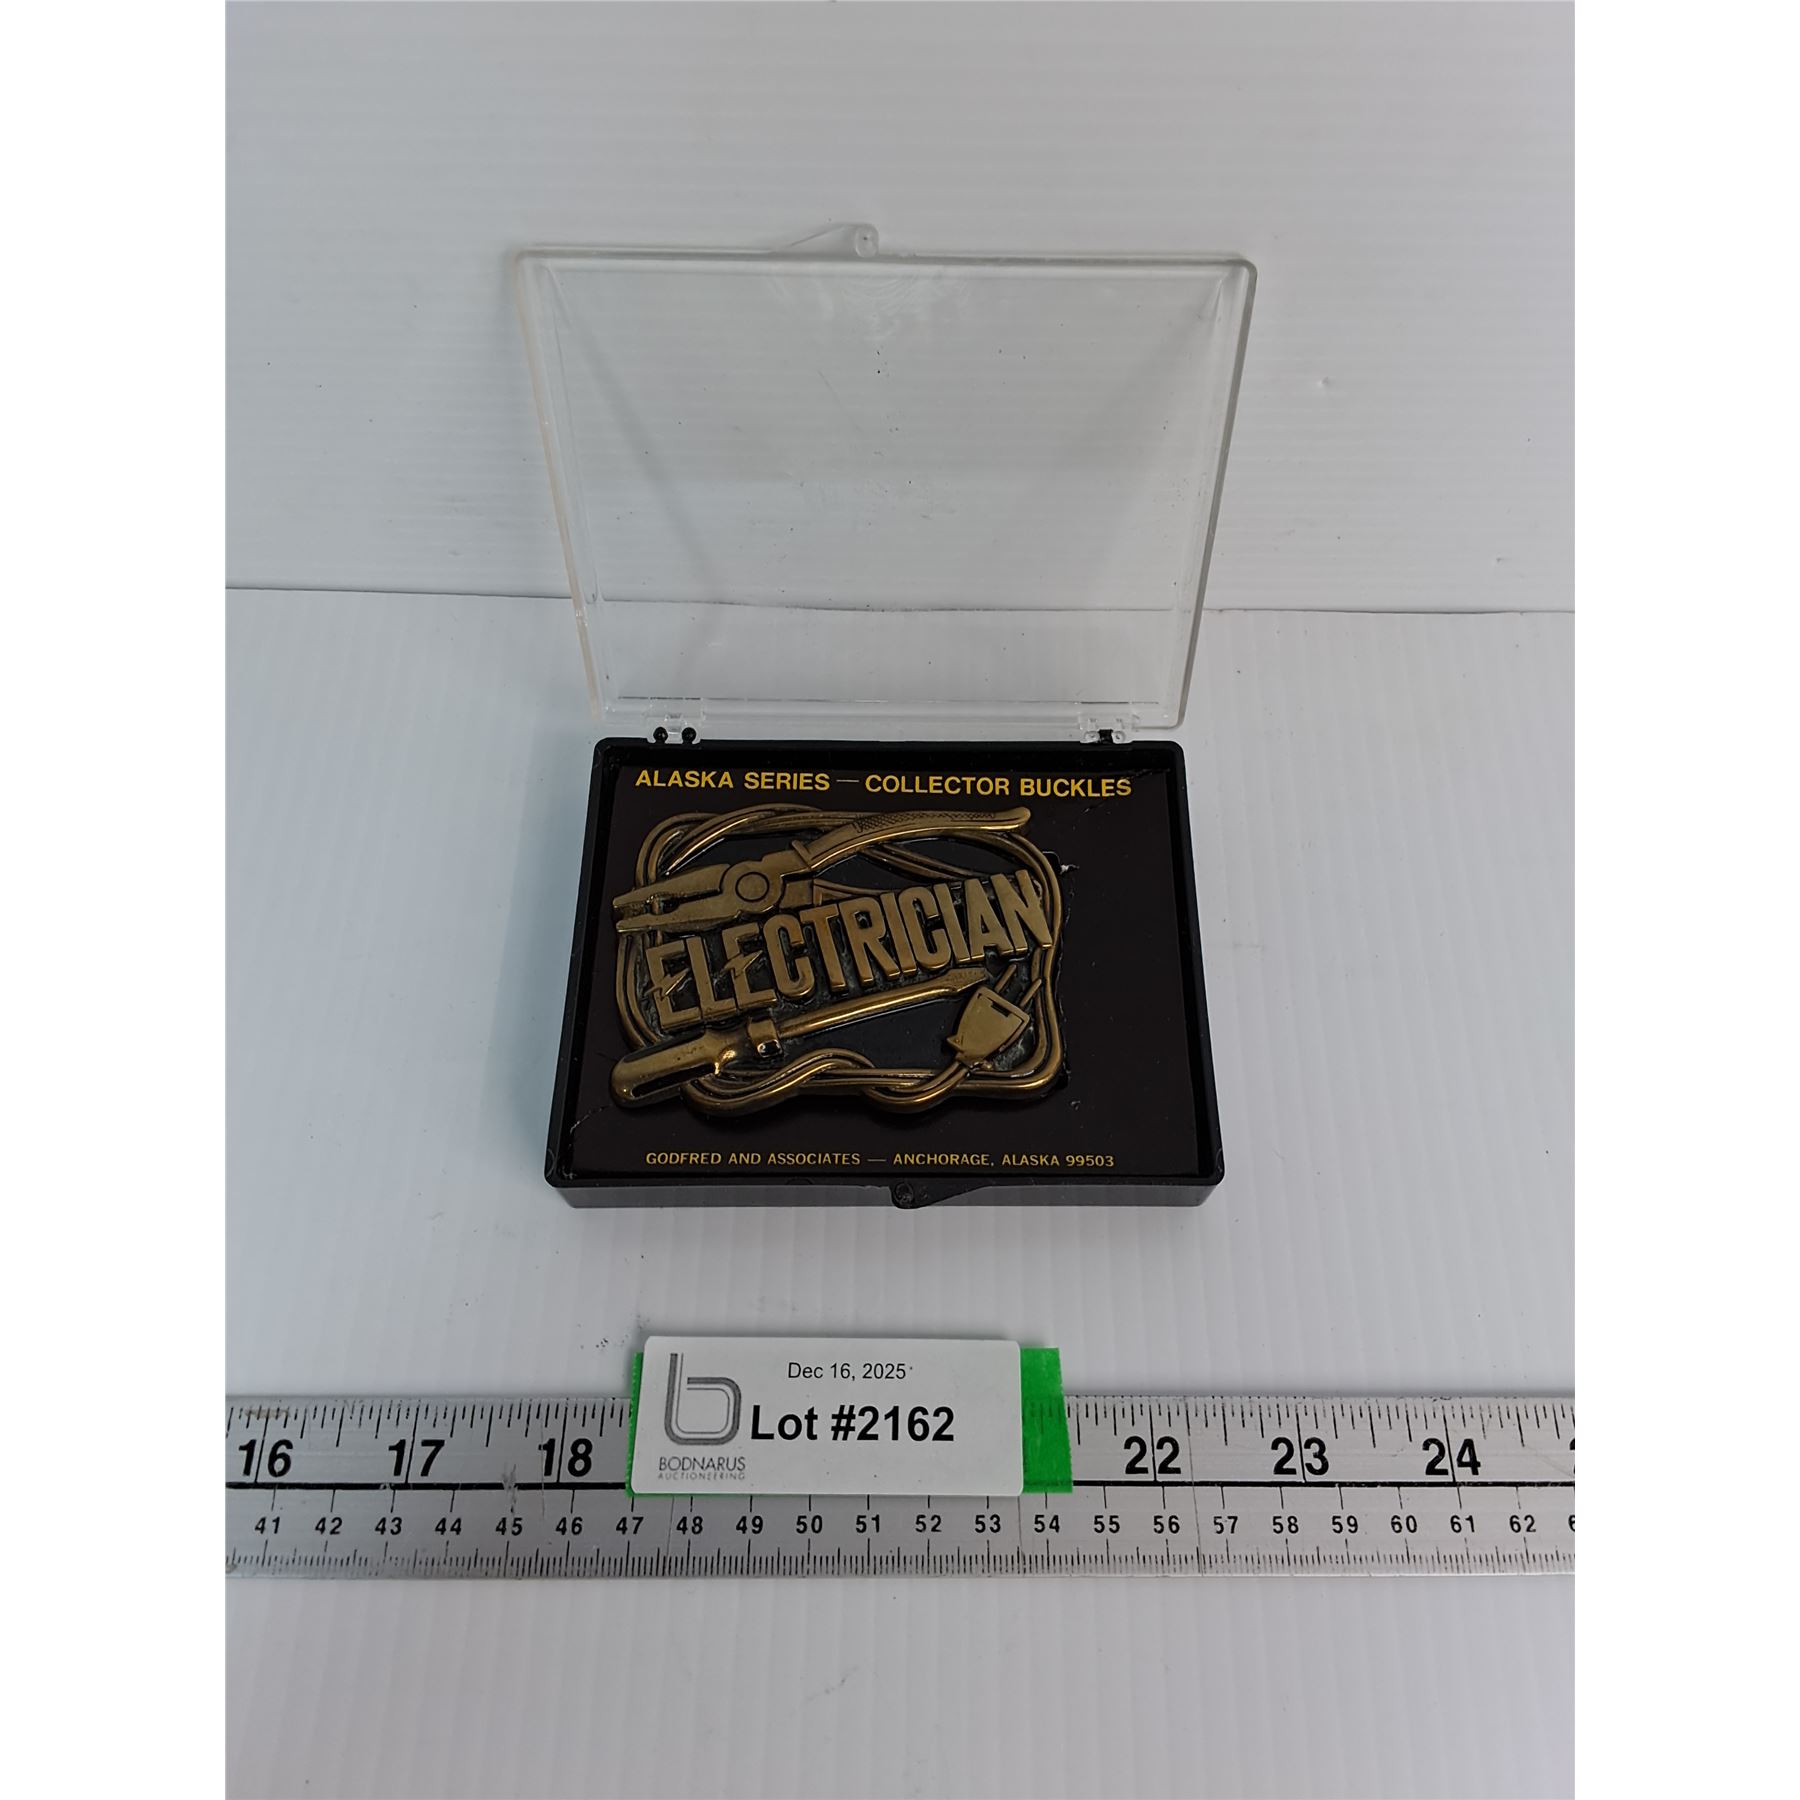 ALASKA SERIES — COLLECTOR BUCKLES
ELECTRICIAN
GODFRED AND ASSOCIATES — ANCHORAGE, ALASKA 99503
Dec 16, 2025
Lot #2162
BODNARUS
AUCTIONEERING
16 17 18 22 23 24
41 42 43 44 45 46 47 48 49 50 51 52 53 54 55 56 57 58 59 60 61 62